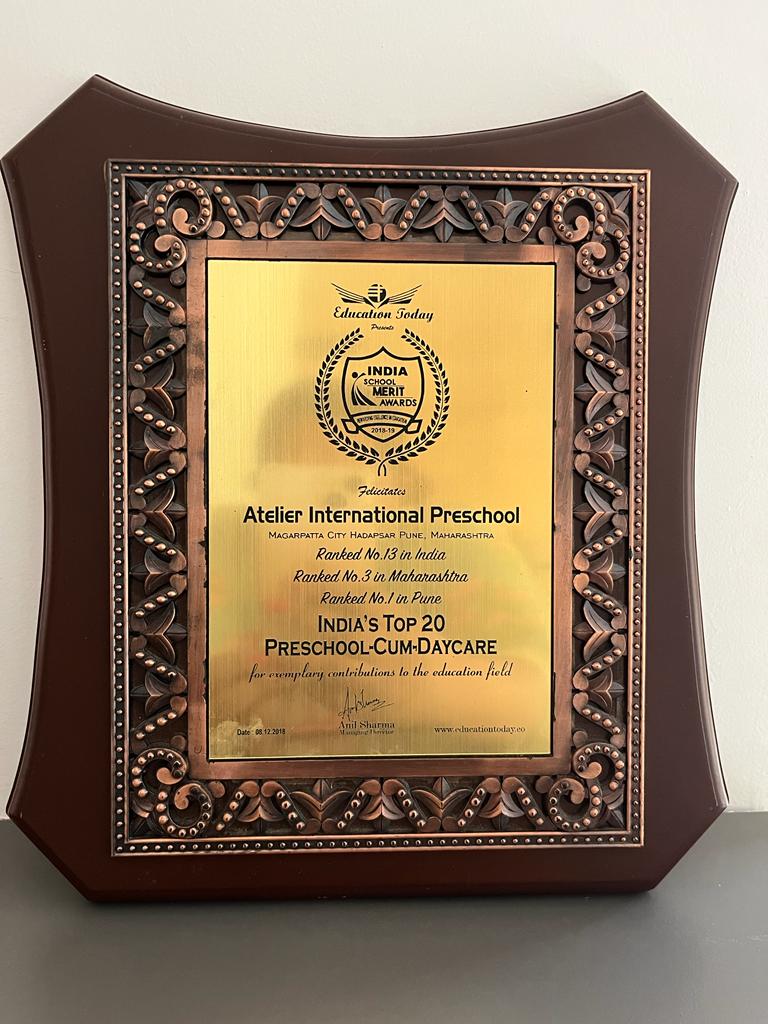 Education Today
Presents
INDIA
SCHOOL
MERIT
AWARDS
2018-19
Felicitates
Atelier International Preschool
Magarpatta City Hadapsar Pune, Maharashtra
Ranked No.13 in India
Ranked No.3 in Maharashtra
Ranked No.1 in Pune
India's Top 20
Preschool-Cum-Daycare
for exemplary contributions to the education field
Anil Sharma
Managing Director
Date : 08.12.2018
www.educationtoday.co